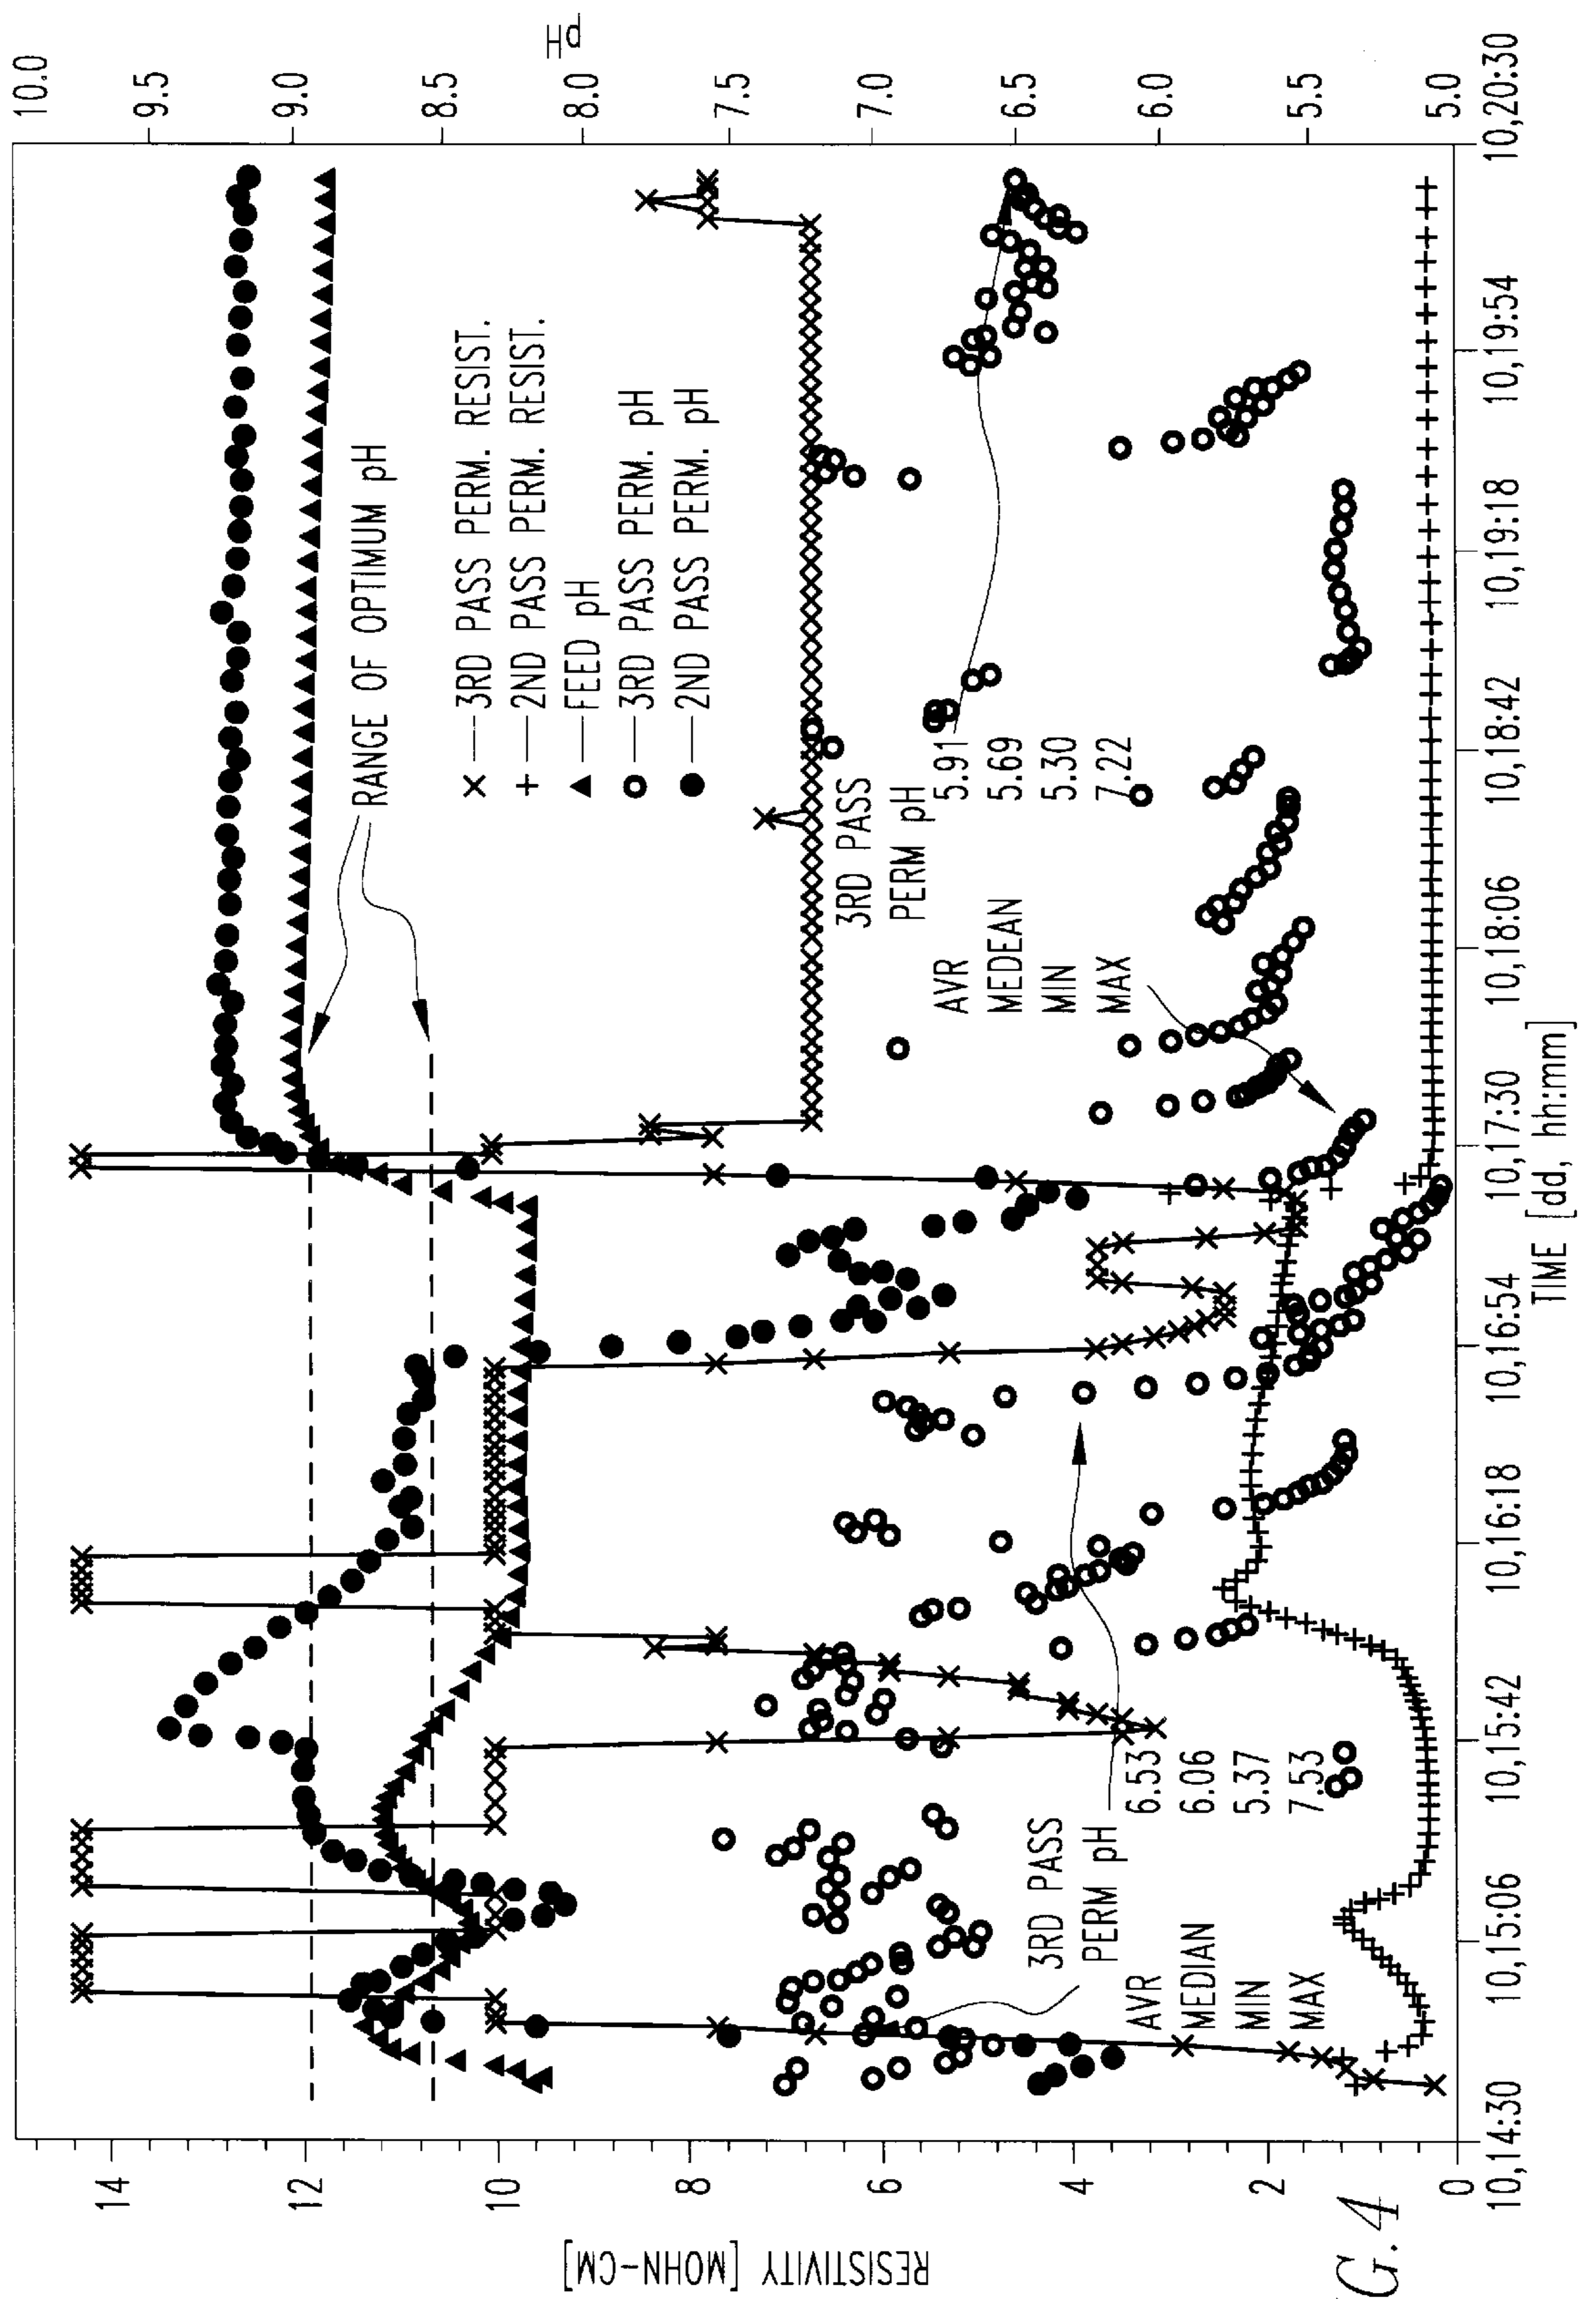 RESISTIVITY [MOHN-CM]
14
12
10
8
6
4
2
0
RANGE OF OPTIMUM pH
3RD PASS PERM. RESIST.
2ND PASS PERM. RESIST.
FEED pH
3RD PASS PERM. pH
2ND PASS PERM. pH
3RD PASS
PERM pH
AVR 5.91
MEDEAN 5.69
MIN 5.30
MAX 7.22
3RD PASS
PERM pH
AVR 6.53
MEDIAN 6.06
MIN 5.37
MAX 7.53
10.0
9.5
9.0
8.5
8.0
7.5
7.0
6.5
6.0
5.5
5.0
pH
10,14:30
10,15:06
10,15:42
10,16:18
10,16:54
10,17:30
10,18:06
10,18:42
10,19:18
10,19:54
10,20:30
TIME [dd, hh:mm]
G. 4